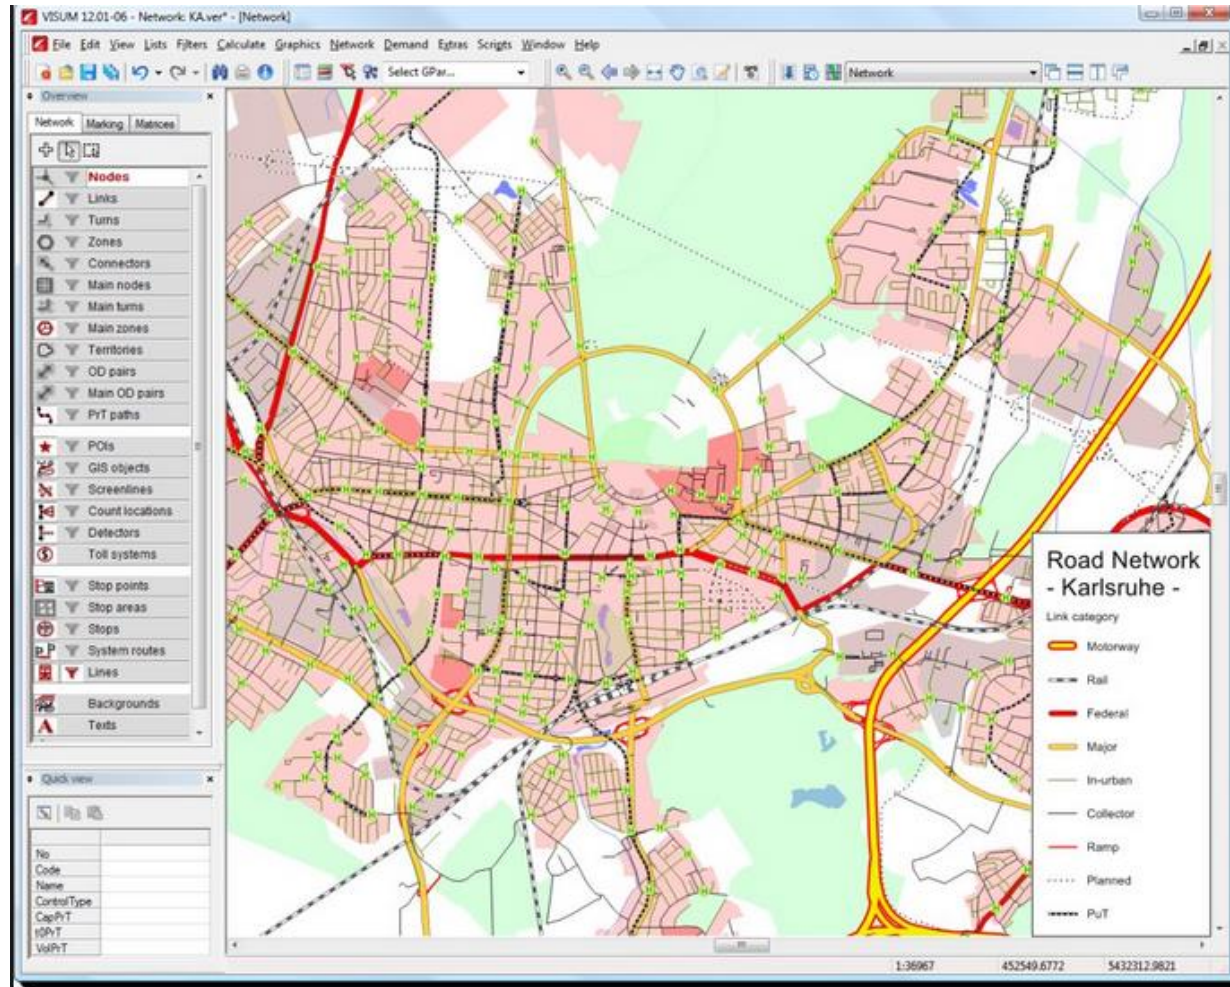 VISUM 12.01-06 - Network: KA.ver* - [Network]
File Edit View Lists Filters Calculate Graphics Network Demand Extras Scripts Window Help
Select GPar...
Network
Overview
Network Marking Matrices
Nodes
Links
Turns
Zones
Connectors
Main nodes
Main turns
Main zones
Territories
OD pairs
Main OD pairs
PrT paths
POIs
GIS objects
Screenlines
Count locations
Detectors
Toll systems
Stop points
Stop areas
Stops
System routes
Lines
Backgrounds
Texts
Quick view
No
Code
Name
ControlType
CapPrT
t0PrT
VolPrT
Road Network
- Karlsruhe -
Link category
Motorway
Rail
Federal
Major
In-urban
Collector
Ramp
Planned
PuT
1:36967 452549.6772 5432312.9821